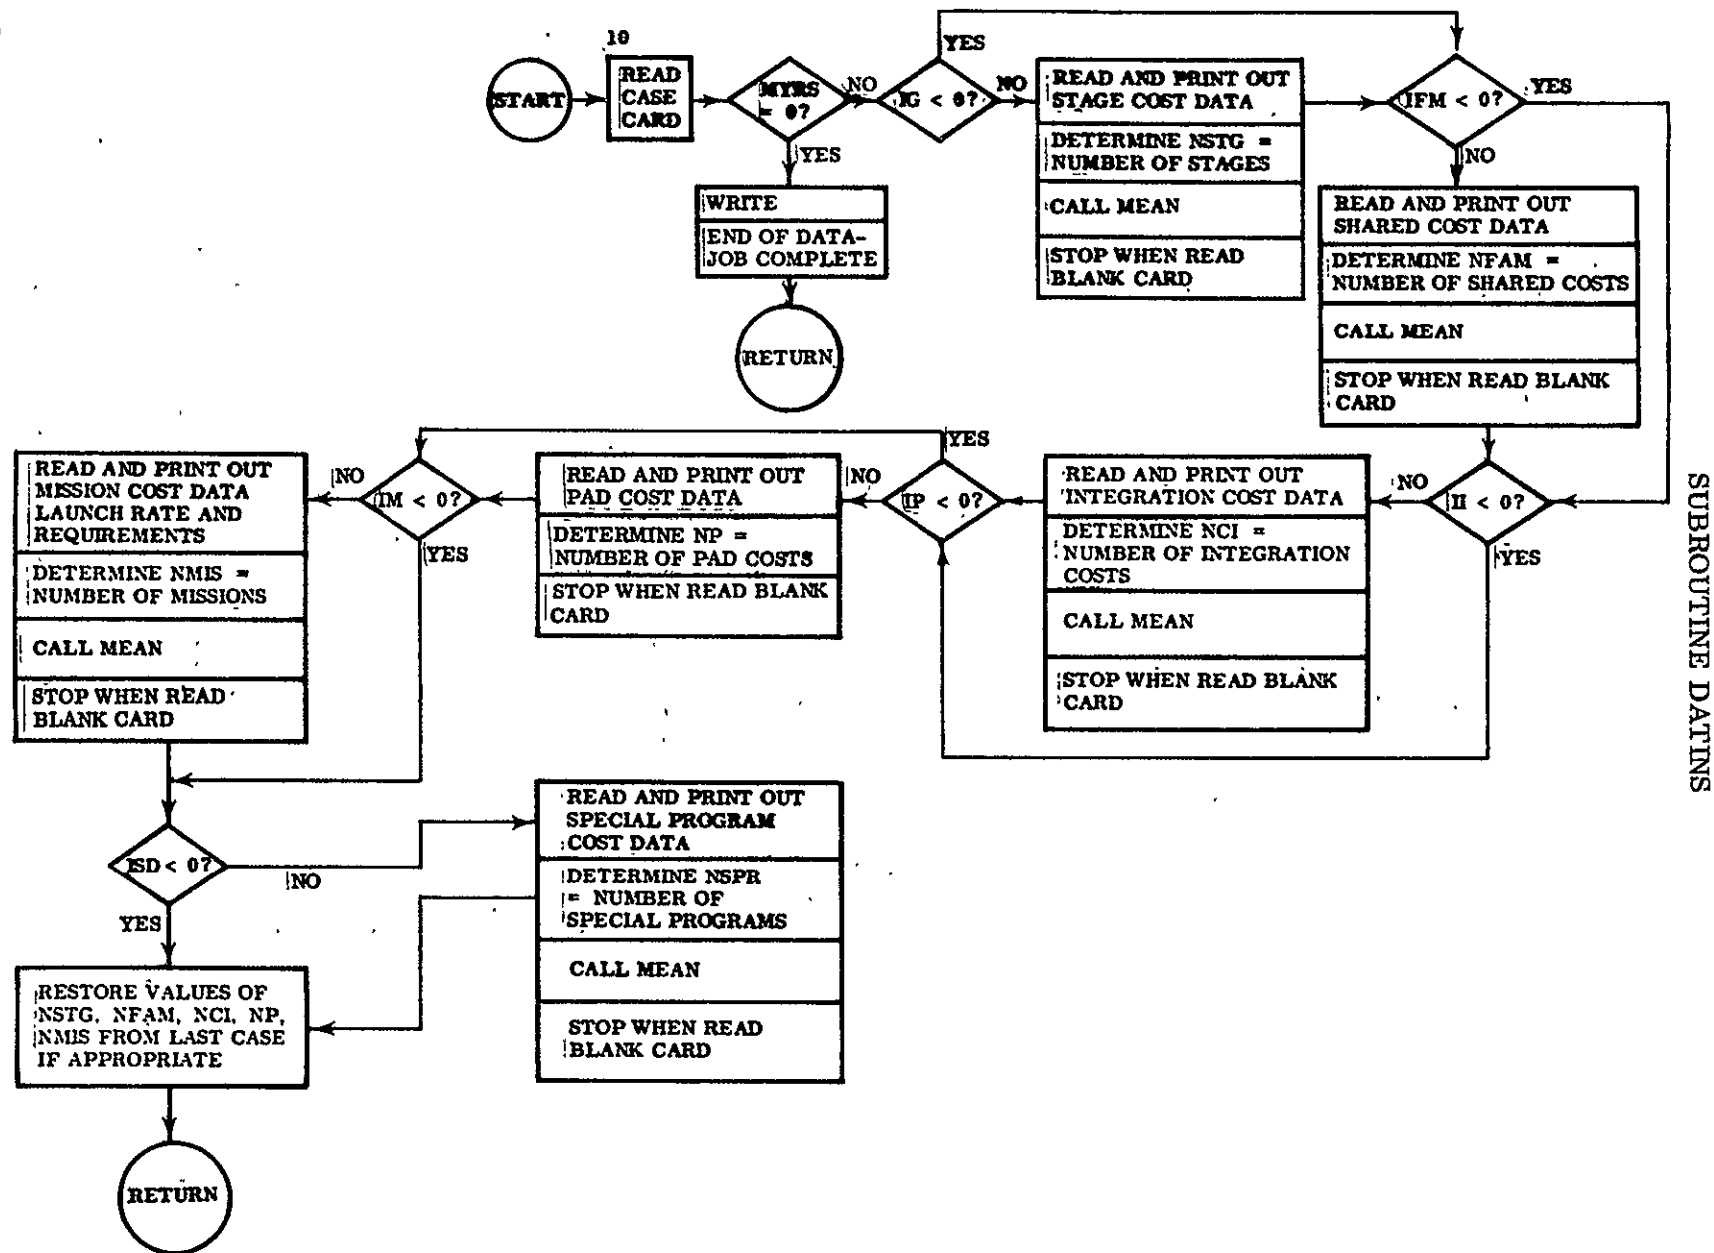 SUBROUTINE DATINS
START
10
READ
CASE
CARD
MYRS
= 0?
NO
YES
WRITE
END OF DATA-
JOB COMPLETE
RETURN
IG < 0?
YES
NO
READ AND PRINT OUT
STAGE COST DATA
DETERMINE NSTG =
NUMBER OF STAGES
CALL MEAN
STOP WHEN READ
BLANK CARD
IFM < 0?
YES
NO
READ AND PRINT OUT
SHARED COST DATA
DETERMINE NFAM =
NUMBER OF SHARED COSTS
CALL MEAN
STOP WHEN READ BLANK
CARD
II < 0?
NO
YES
READ AND PRINT OUT
INTEGRATION COST DATA
DETERMINE NCI =
NUMBER OF INTEGRATION
COSTS
CALL MEAN
STOP WHEN READ BLANK
CARD
IP < 0?
YES
NO
READ AND PRINT OUT
PAD COST DATA
DETERMINE NP =
NUMBER OF PAD COSTS
STOP WHEN READ BLANK
CARD
IM < 0?
NO
YES
READ AND PRINT OUT
MISSION COST DATA
LAUNCH RATE AND
REQUIREMENTS
DETERMINE NMIS =
NUMBER OF MISSIONS
CALL MEAN
STOP WHEN READ
BLANK CARD
ISD < 0?
NO
YES
READ AND PRINT OUT
SPECIAL PROGRAM
COST DATA
DETERMINE NSPR
= NUMBER OF
SPECIAL PROGRAMS
CALL MEAN
STOP WHEN READ
BLANK CARD
RESTORE VALUES OF
NSTG, NFAM, NCI, NP,
NMIS FROM LAST CASE
IF APPROPRIATE
RETURN